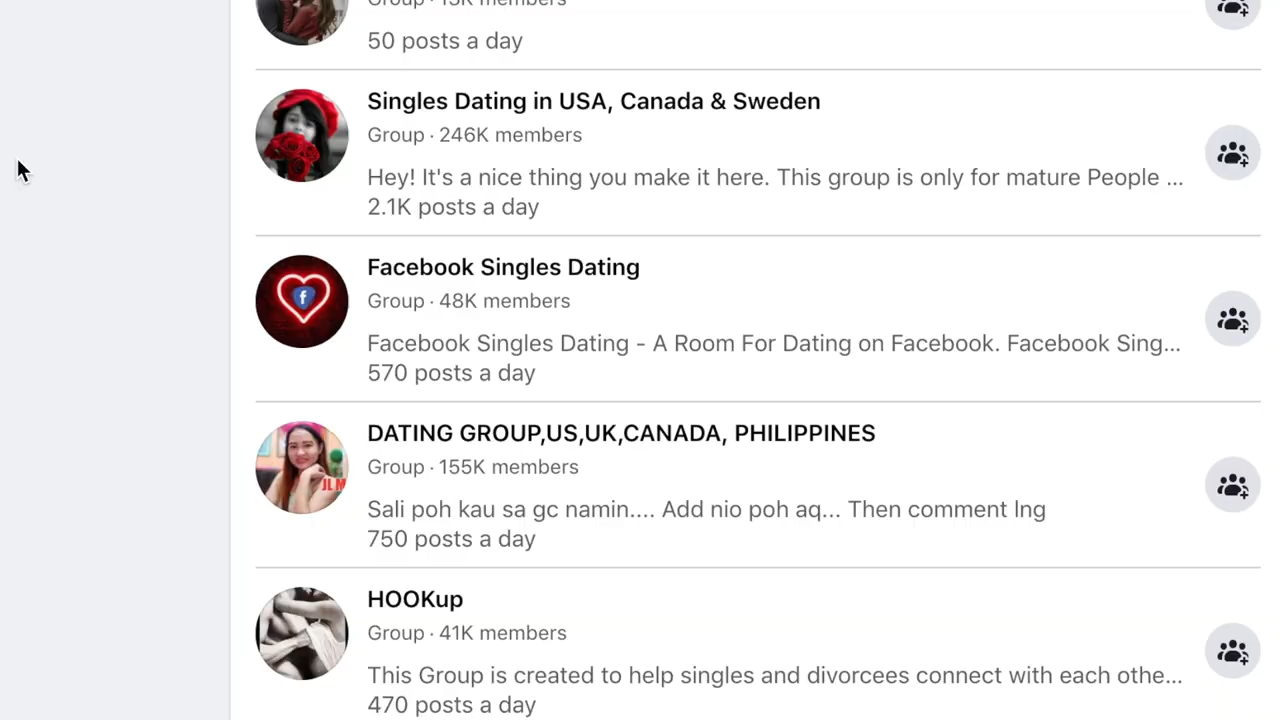 Group · 13K members
50 posts a day
Singles Dating in USA, Canada & Sweden
Group · 246K members
Hey! It's a nice thing you make it here. This group is only for mature People ...
2.1K posts a day
Facebook Singles Dating
Group · 48K members
Facebook Singles Dating - A Room For Dating on Facebook. Facebook Sing...
570 posts a day
DATING GROUP,US,UK,CANADA, PHILIPPINES
Group · 155K members
JL M
Sali poh kau sa gc namin.... Add nio poh aq... Then comment lng
750 posts a day
HOOKup
Group · 41K members
This Group is created to help singles and divorcees connect with each othe...
470 posts a day